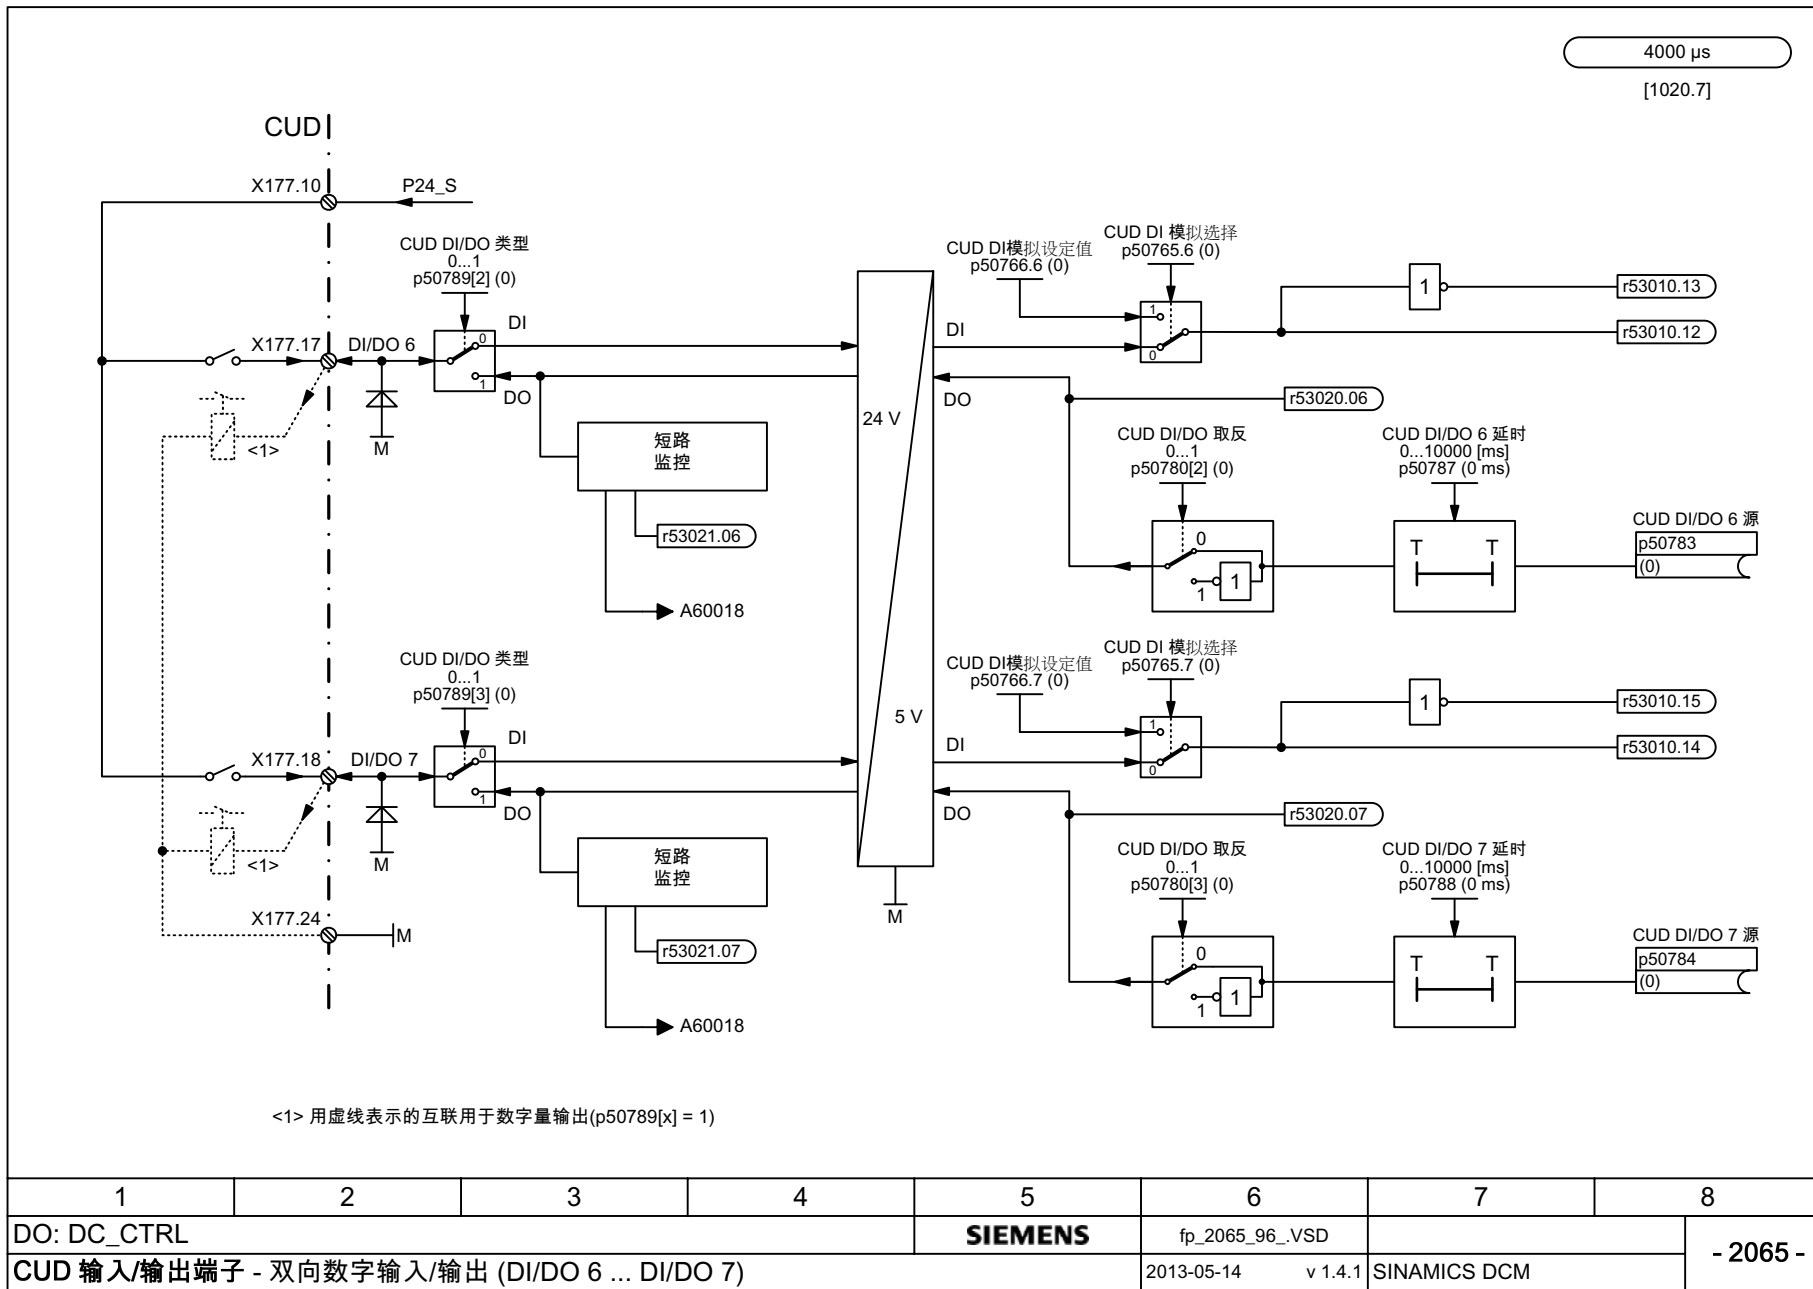 4000 µs
[1020.7]
CUD
X177.10
P24_S
CUD DI/DO 类型
0...1
p50789[2] (0)
CUD DI模拟设定值
p50766.6 (0)
CUD DI 模拟选择
p50765.6 (0)
1
r53010.13
DI
DI
1
0
r53010.12
X177.17
DI/DO 6
0
1
DO
DO
r53020.06
24 V
<1>
M
短路
监控
CUD DI/DO 取反
0...1
p50780[2] (0)
CUD DI/DO 6 延时
0...10000 [ms]
p50787 (0 ms)
r53021.06
0
1
1
T T
CUD DI/DO 6 源
p50783
(0)
A60018
CUD DI/DO 类型
0...1
p50789[3] (0)
CUD DI模拟设定值
p50766.7 (0)
CUD DI 模拟选择
p50765.7 (0)
5 V
1
r53010.15
DI
DI
1
0
r53010.14
X177.18
DI/DO 7
0
1
DO
DO
r53020.07
<1>
M
短路
监控
CUD DI/DO 取反
0...1
p50780[3] (0)
CUD DI/DO 7 延时
0...10000 [ms]
p50788 (0 ms)
X177.24
M
M
r53021.07
0
1
1
T T
CUD DI/DO 7 源
p50784
(0)
A60018
<1> 用虚线表示的互联用于数字量输出(p50789[x] = 1)
1 2 3 4 5 6 7 8
DO: DC_CTRL
SIEMENS
fp_2065_96_.VSD
- 2065 -
CUD 输入/输出端子 - 双向数字输入/输出 (DI/DO 6 ... DI/DO 7)
2013-05-14 v 1.4.1
SINAMICS DCM